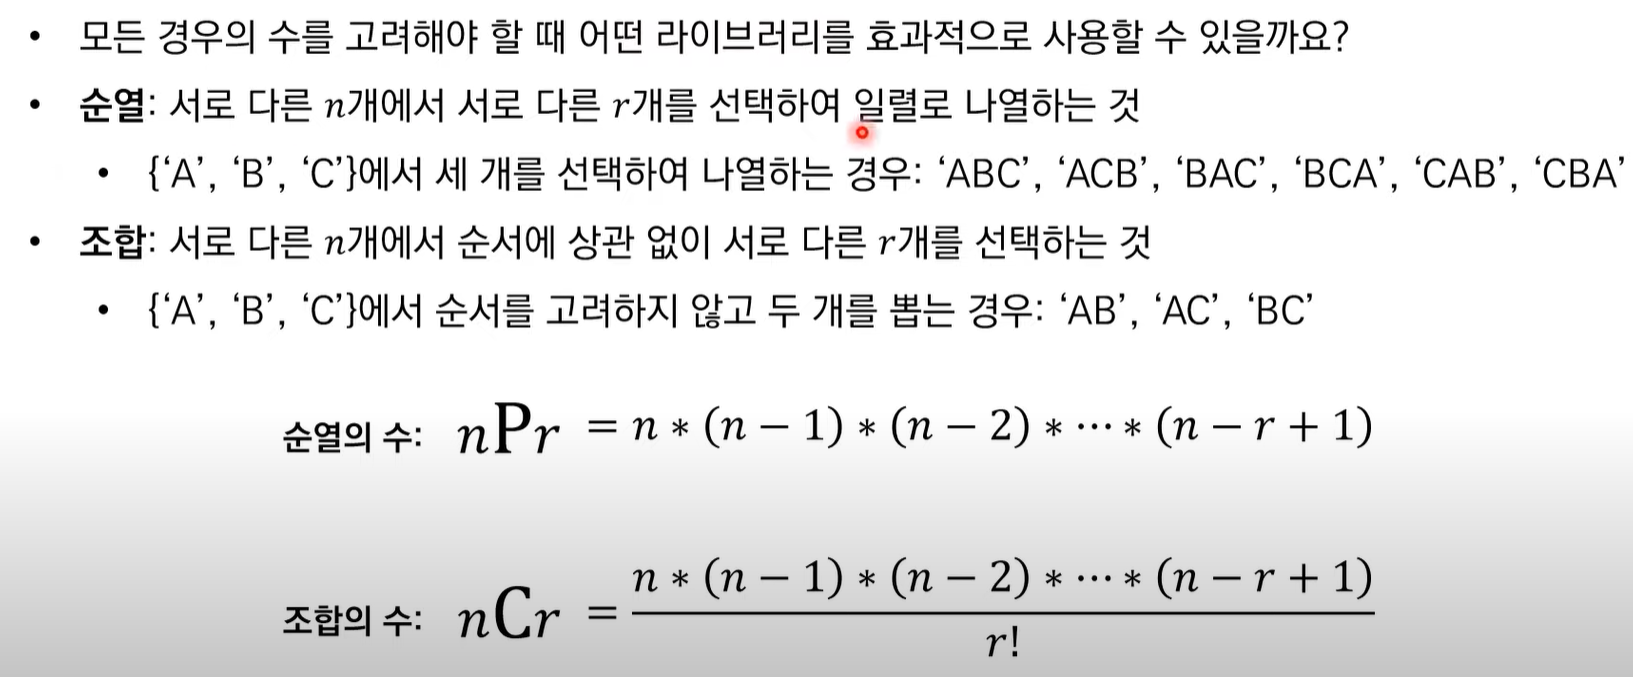 • 모든 경우의 수를 고려해야 할 때 어떤 라이브러리를 효과적으로 사용할 수 있을까요?
• 순열: 서로 다른 n개에서 서로 다른 r개를 선택하여 일렬로 나열하는 것
• {‘A’, ‘B’, ‘C’}에서 세 개를 선택하여 나열하는 경우: ‘ABC’, ‘ACB’, ‘BAC’, ‘BCA’, ‘CAB’, ‘CBA’
• 조합: 서로 다른 n개에서 순서에 상관 없이 서로 다른 r개를 선택하는 것
• {‘A’, ‘B’, ‘C’}에서 순서를 고려하지 않고 두 개를 뽑는 경우: ‘AB’, ‘AC’, ‘BC’
순열의 수: nPr = n * (n − 1) * (n − 2) * ⋯ * (n − r + 1)
n * (n − 1) * (n − 2) * ⋯ * (n − r + 1)
조합의 수: nCr =
r!